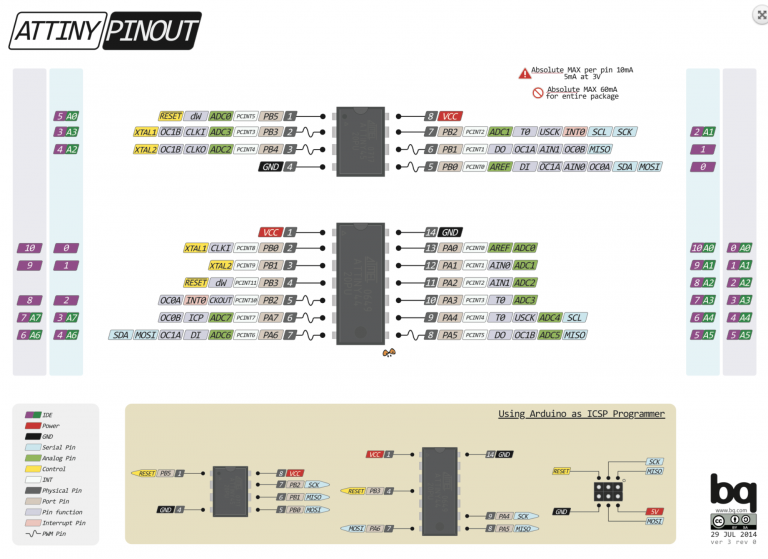 ATTINY PINOUT
Absolute MAX per pin 10mA
5mA at 3V
Absolute MAX 60mA
for entire package
5 A0 RESET dW ADC0 PCINT5 PB5 1 8 VCC
3 A3 XTAL1 OC1B CLKI ADC3 PCINT3 PB3 2 7 PB2 PCINT2 ADC1 T0 USCK INT0 SCL SCK 2 A1
4 A2 XTAL2 OC1B CLKO ADC2 PCINT4 PB4 3 6 PB1 PCINT1 DO OC1A AIN1 OC0B MISO 1
GND 4 5 PB0 PCINT0 AREF DI OC1A AIN0 OC0A SDA MOSI 0
VCC 1 14 GND
10 0 XTAL1 CLKI PCINT8 PB0 2 13 PA0 PCINT0 AREF ADC0 10 A0 0 A0
9 1 XTAL2 PCINT9 PB1 3 12 PA1 PCINT1 AIN0 ADC1 9 A1 1 A1
RESET dW PCINT11 PB3 4 11 PA2 PCINT2 AIN1 ADC2 8 A2 2 A2
8 2 OC0A INT0 CKOUT PCINT10 PB2 5 10 PA3 PCINT3 T0 ADC3 7 A3 3 A3
7 A7 3 A7 OC0B ICP ADC7 PCINT7 PA7 6 9 PA4 PCINT4 T0 USCK ADC4 SCL 6 A4 4 A4
6 A6 4 A6 SDA MOSI OC1A DI ADC6 PCINT6 PA6 7 8 PA5 PCINT5 DO OC1B ADC5 MISO 5 A5 5 A5
IDE
Power
GND
Serial Pin
Analog Pin
Control
INT
Physical Pin
Port Pin
Pin function
Interrupt Pin
PWM Pin
Using Arduino as ICSP Programmer
RESET PB5 1 8 VCC
7 PB2 SCK
6 PB1 MISO
GND 4 5 PB0 MOSI
VCC 1 14 GND
RESET PB3 4
9 PA4 SCK
MOSI PA6 7 8 PA5 MISO
SCK
RESET MISO
GND 5V
MOSI
bq
www.bq.com
cc BY SA
29 JUL 2014
ver 3 rev 0